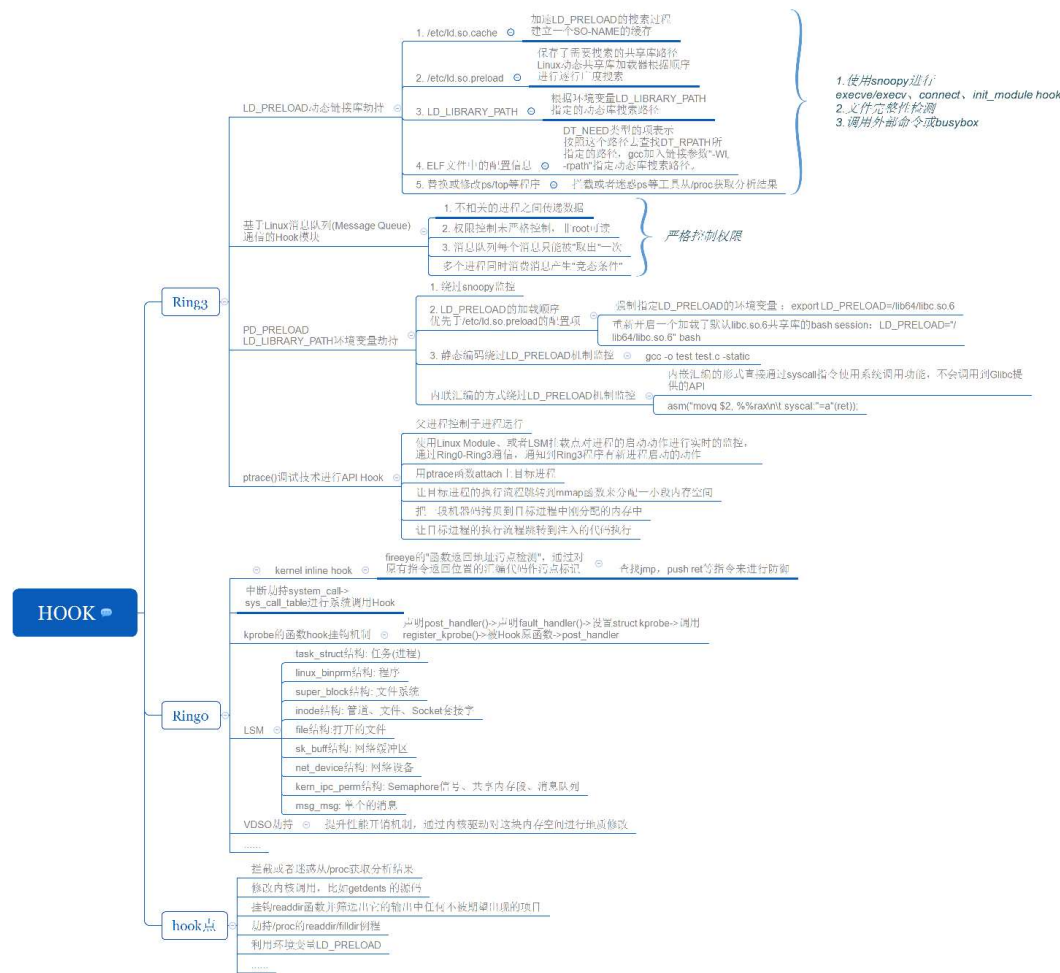 HOOK
Ring3
LD_PRELOAD动态链接库劫持
1. /etc/ld.so.cache
加速LD_PRELOAD的搜索过程
建立一个SO-NAME的缓存
2. /etc/ld.so.preload
保存了需要搜索的共享库路径
Linux动态共享库加载器根据顺序
进行逐行广度搜索
3. LD_LIBRARY_PATH
根据环境变量LD_LIBRARY_PATH
指定的动态库搜索路径
4. ELF文件中的配置信息
DT_NEED类型的项表示
按照这个路径去查找DT_RPATH所
指定的路径，gcc加入链接参数"-Wl,
-rpath"指定动态库搜索路径。
5. 替换或修改ps/top等程序
拦截或者迷惑ps等工具从/proc获取分析结果
1.使用snoopy进行
execve/execv、connect、init_module hook
2.文件完整性检测
3.调用外部命令或busybox
基于Linux消息队列(Message Queue)
通信的Hook模块
1. 不相关的进程之间传递数据
2. 权限控制未严格控制，非root可读
3. 消息队列每个消息只能被"取出"一次
多个进程同时消费消息产生"竞态条件"
严格控制权限
PD_PRELOAD
LD_LIBRARY_PATH环境变量劫持
1. 绕过snoopy监控
2. LD_PRELOAD的加载顺序
优先于/etc/ld.so.preload的配置项
强制指定LD_PRELOAD的环境变量：export LD_PRELOAD=/lib64/libc.so.6
重新开启一个加载了默认libc.so.6共享库的bash session：LD_PRELOAD="/
lib64/libc.so.6" bash
3. 静态编码绕过LD_PRELOAD机制监控
gcc -o test test.c -static
内联汇编的方式绕过LD_PRELOAD机制监控
内嵌汇编的形式直接通过syscall指令使用系统调用功能，不会调用到Glibc提
供的API
asm("movq $2, %%rax\n\t syscal:"=a"(ret));
ptrace()调试技术进行API Hook
父进程控制子进程运行
使用Linux Module、或者LSM挂载点对进程的启动动作进行实时的监控，
通过Ring0-Ring3通信，通知到Ring3程序有新进程启动的动作
用ptrace函数attach上目标进程
让目标进程的执行流程跳转到mmap函数来分配一小段内存空间
把一段机器码拷贝到目标进程中刚分配的内存中
让目标进程的执行流程跳转到注入的代码执行
Ring0
kernel inline hook
fireeye的"函数返回地址污点检测"，通过对
原有指令返回位置的汇编代码作污点标记
查找jmp，push ret等指令来进行防御
中断劫持system_call->
sys_call_table进行系统调用Hook
kprobe的函数hook挂钩机制
声明post_handler()->声明fault_handler()->设置struct kprobe->调用
register_kprobe()->被Hook原函数->post_handler
LSM
task_struct结构: 任务(进程)
linux_binprm结构: 程序
super_block结构: 文件系统
inode结构: 管道、文件、Socket套接字
file结构:打开的文件
sk_buff结构: 网络缓冲区
net_device结构: 网络设备
kern_ipc_perm结构: Semaphore信号、共享内存段、消息队列
msg_msg: 单个的消息
VDSO劫持
提升性能开销机制，通过内核驱动对这块内存空间进行地质修改
......
hook点
拦截或者迷惑从/proc获取分析结果
修改内核调用，比如getdents 的源码
挂钩readdir函数并筛选出它的输出中任何不被期望出现的项目
劫持/proc的readdir/filldir例程
利用环境变量LD_PRELOAD
......